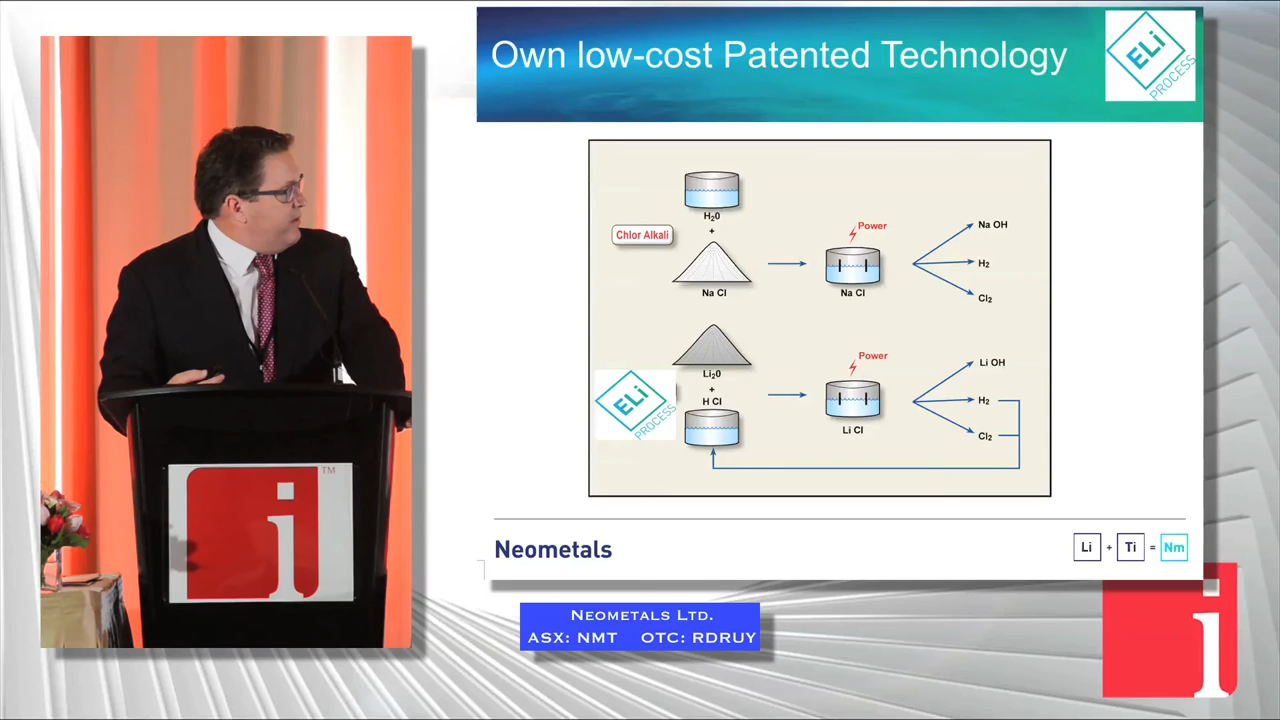 Own low-cost Patented Technology
ELi
PROCESS
H20
+
Chlor Alkali
Na Cl
Power
Na Cl
Na OH
H2
Cl2
Li20
+
H Cl
ELi
PROCESS
Power
Li Cl
Li OH
H2
Cl2
Neometals
Li + Ti = Nm
i
TM
NEOMETALS LTD.
ASX: NMT OTC: RDRUY
i